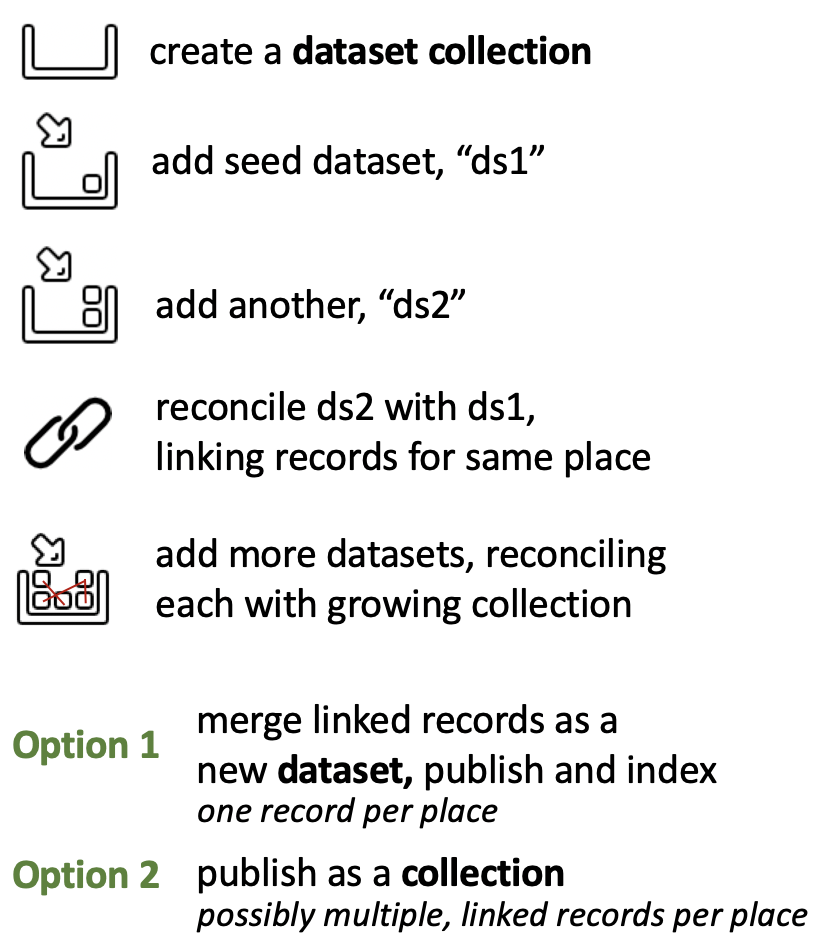 create a dataset collection
add seed dataset, “ds1”
add another, “ds2”
reconcile ds2 with ds1,
linking records for same place
add more datasets, reconciling
each with growing collection
Option 1
merge linked records as a
new dataset, publish and index
one record per place
Option 2
publish as a collection
possibly multiple, linked records per place